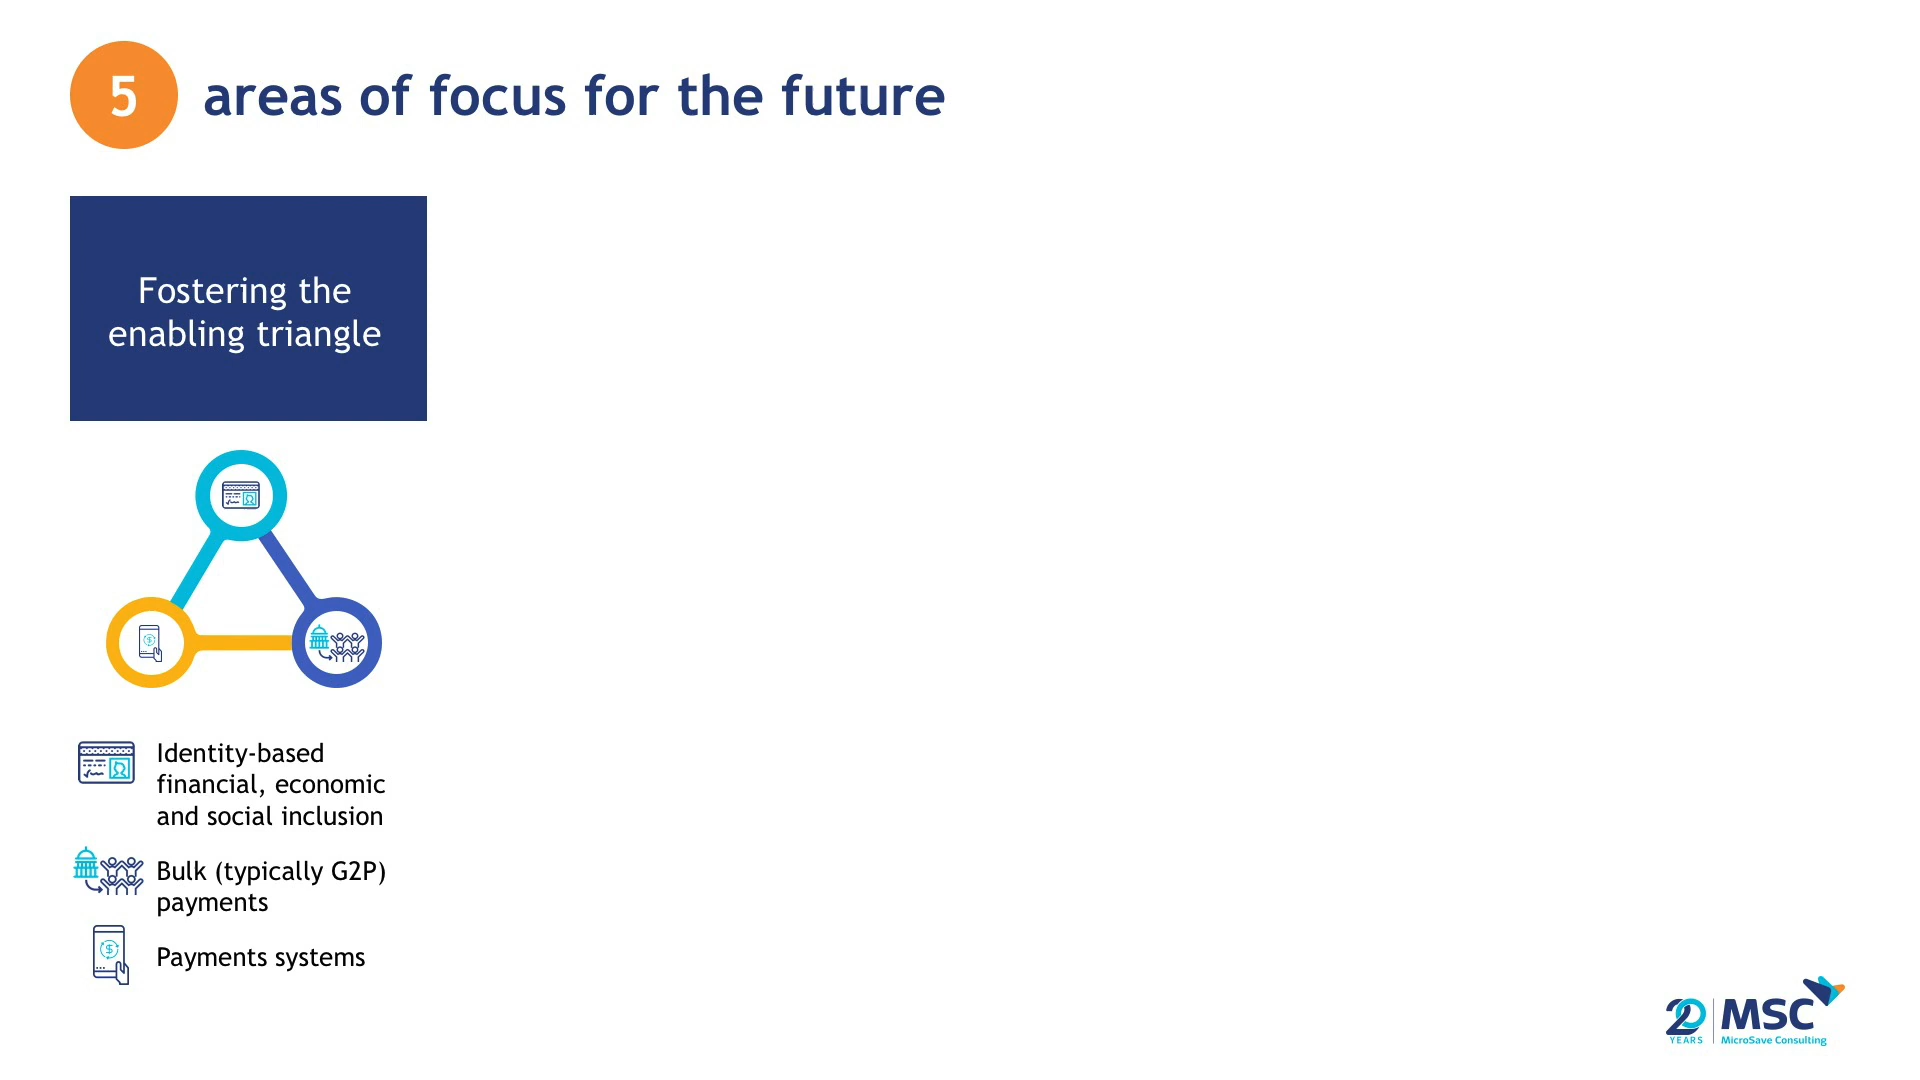 5 areas of focus for the future
Fostering the
enabling triangle
Identity-based
financial, economic
and social inclusion
Bulk (typically G2P)
payments
Payments systems
20
YEARS
MSC
MicroSave Consulting